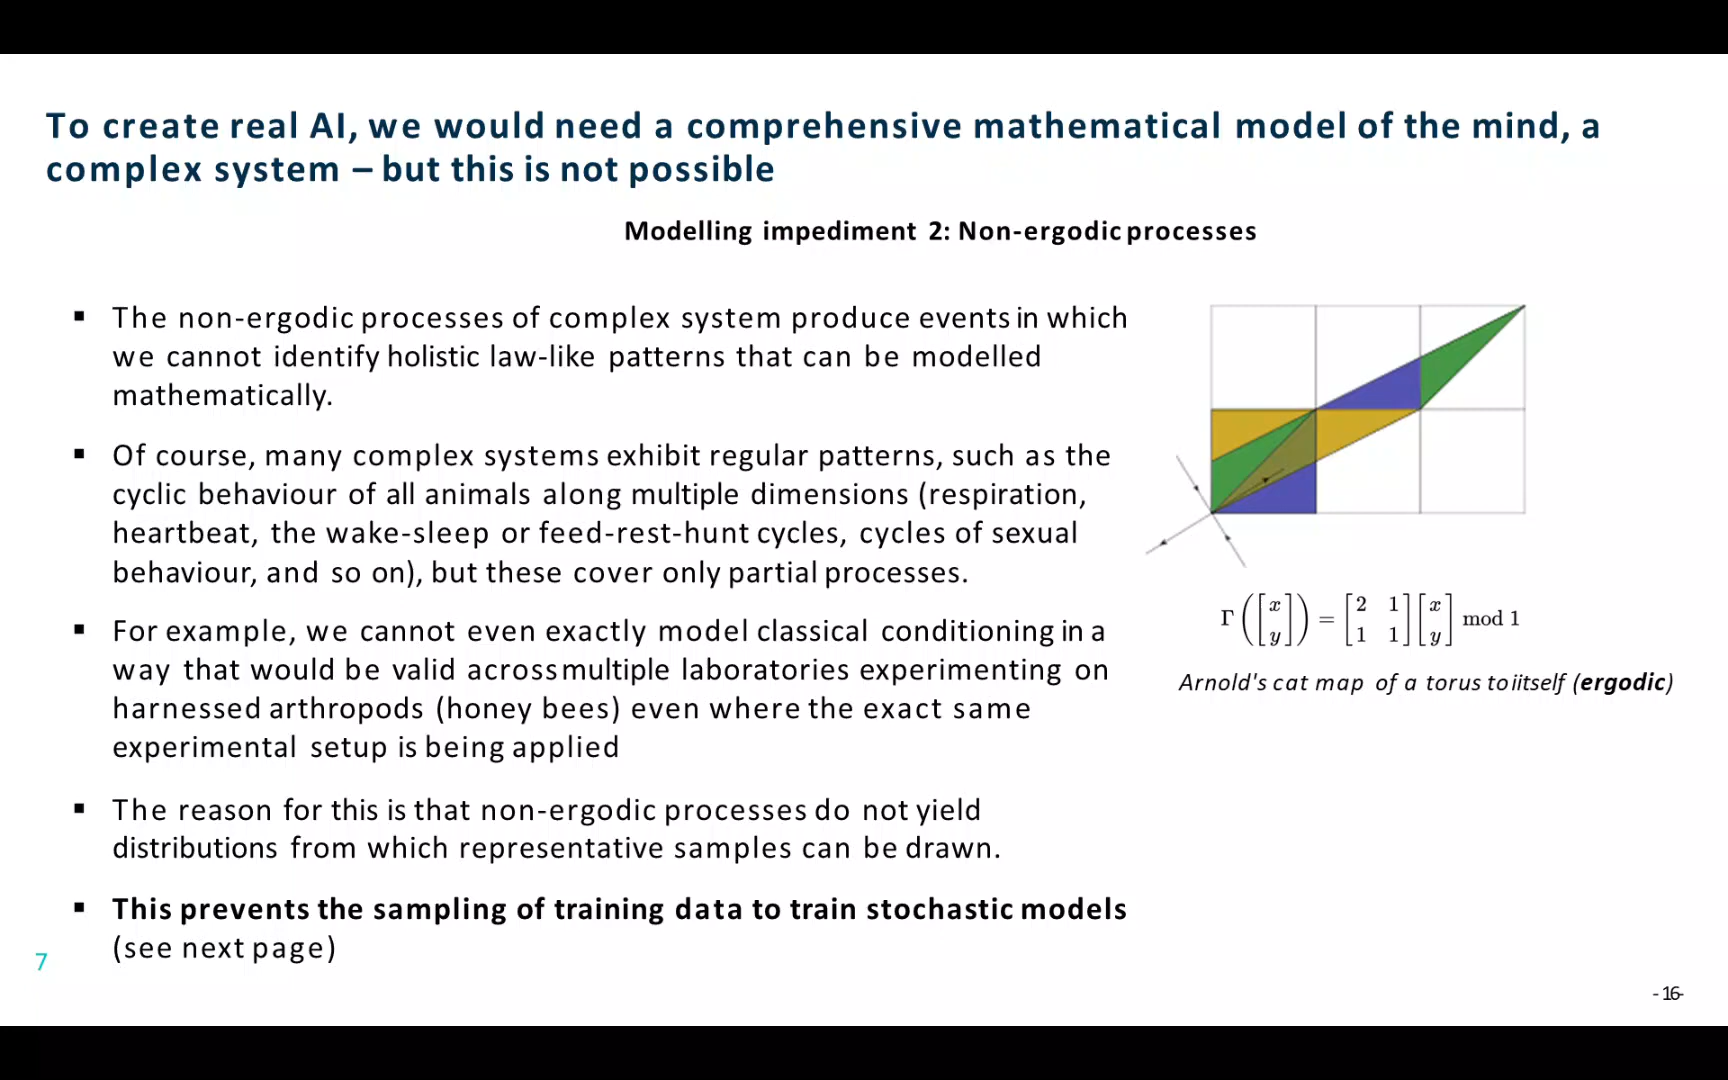 To create real AI, we would need a comprehensive mathematical model of the mind, a
complex system – but this is not possible
Modelling impediment 2: Non-ergodic processes
▪ The non-ergodic processes of complex system produce events in which
we cannot identify holistic law-like patterns that can be modelled
mathematically.
▪ Of course, many complex systems exhibit regular patterns, such as the
cyclic behaviour of all animals along multiple dimensions (respiration,
heartbeat, the wake-sleep or feed-rest-hunt cycles, cycles of sexual
behaviour, and so on), but these cover only partial processes.
▪ For example, we cannot even exactly model classical conditioning in a
way that would be valid across multiple laboratories experimenting on
harnessed arthropods (honey bees) even where the exact same
experimental setup is being applied
▪ The reason for this is that non-ergodic processes do not yield
distributions from which representative samples can be drawn.
▪ This prevents the sampling of training data to train stochastic models
(see next page)
Γ([x y]) = [2 1 1 1][x y] mod 1
Arnold's cat map of a torus to iitself (ergodic)
7
- 16-